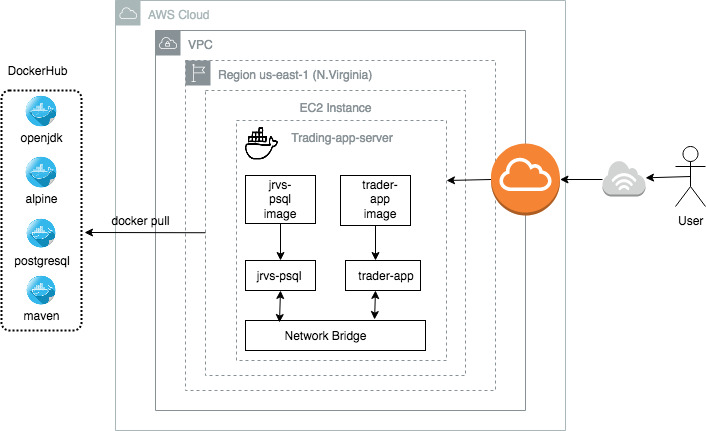 AWS Cloud
VPC
Region us-east-1 (N.Virginia)
EC2 Instance
Trading-app-server
DockerHub
openjdk
alpine
postgresql
maven
docker pull
jrvs-
psql
image
trader-
app
image
jrvs-psql
trader-app
Network Bridge
User